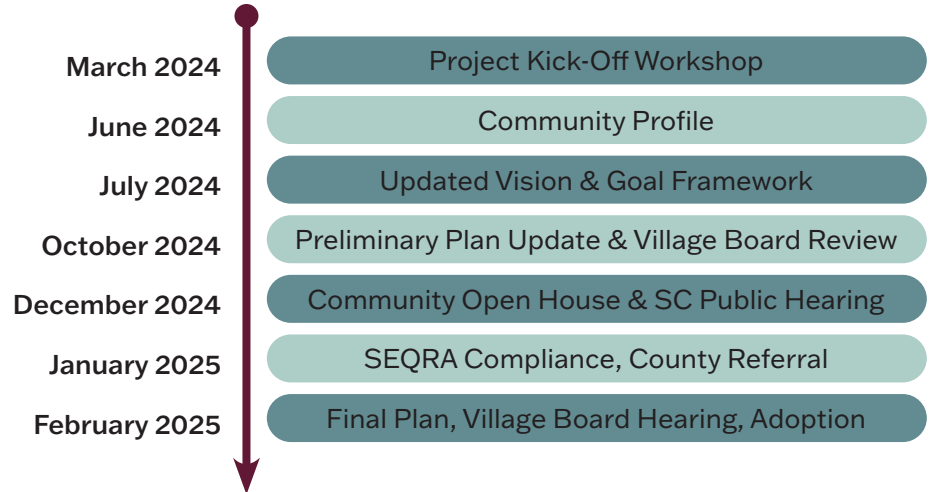 March 2024 Project Kick-Off Workshop
June 2024 Community Profile
July 2024 Updated Vision & Goal Framework
October 2024 Preliminary Plan Update & Village Board Review
December 2024 Community Open House & SC Public Hearing
January 2025 SEQRA Compliance, County Referral
February 2025 Final Plan, Village Board Hearing, Adoption